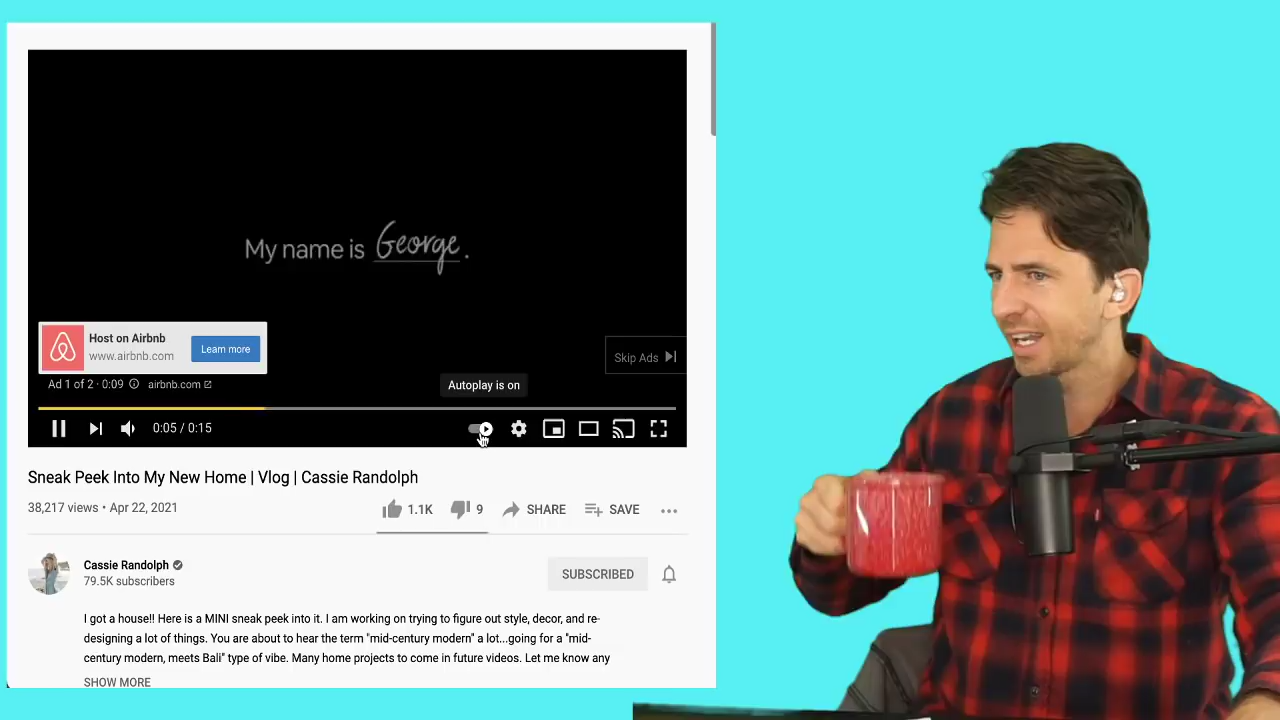 My name is George.
Host on Airbnb
www.airbnb.com
Learn more
Skip Ads
Ad 1 of 2 · 0:09 airbnb.com
Autoplay is on
0:05 / 0:15
Sneak Peek Into My New Home | Vlog | Cassie Randolph
38,217 views • Apr 22, 2021
1.1K 9 SHARE SAVE
Cassie Randolph
79.5K subscribers
SUBSCRIBED
I got a house!! Here is a MINI sneak peek into it. I am working on trying to figure out style, decor, and re-
designing a lot of things. You are about to hear the term "mid-century modern" a lot...going for a "mid-
century modern, meets Bali" type of vibe. Many home projects to come in future videos. Let me know any
SHOW MORE